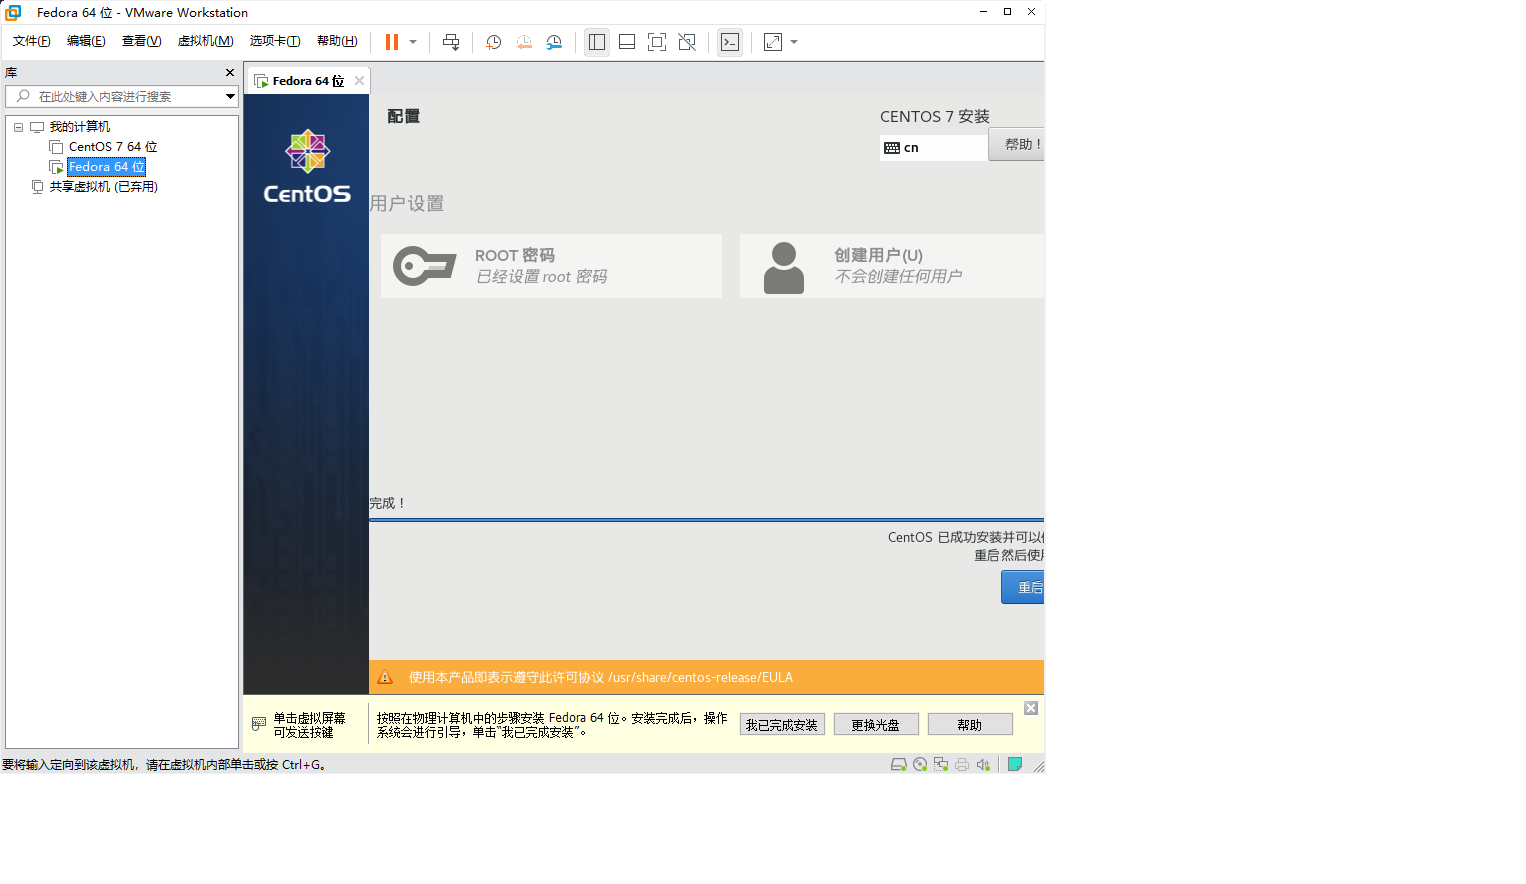 Fedora 64 位 - VMware Workstation
文件(F) 编辑(E) 查看(V) 虚拟机(M) 选项卡(T) 帮助(H)
库
在此处键入内容进行搜索
我的计算机
CentOS 7 64 位
Fedora 64 位
共享虚拟机 (已弃用)
Fedora 64 位
CentOS
配置
CENTOS 7 安装
cn
帮助！
用户设置
ROOT 密码
已经设置 root 密码
创建用户(U)
不会创建任何用户
完成！
CentOS 已成功安装并可以
重启然后使
重启
使用本产品即表示遵守此许可协议 /usr/share/centos-release/EULA
单击虚拟屏幕
可发送按键
按照在物理计算机中的步骤安装 Fedora 64 位。安装完成后，操作
系统会进行引导，单击“我已完成安装”。
我已完成安装
更换光盘
帮助
要将输入定向到该虚拟机，请在虚拟机内部单击或按 Ctrl+G。